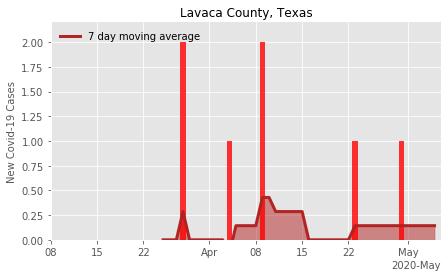 Lavaca County, Texas
7 day moving average
New Covid-19 Cases
2.00
1.75
1.50
1.25
1.00
0.75
0.50
0.25
0.00
08 15 22 Apr 08 15 22 May
2020-May